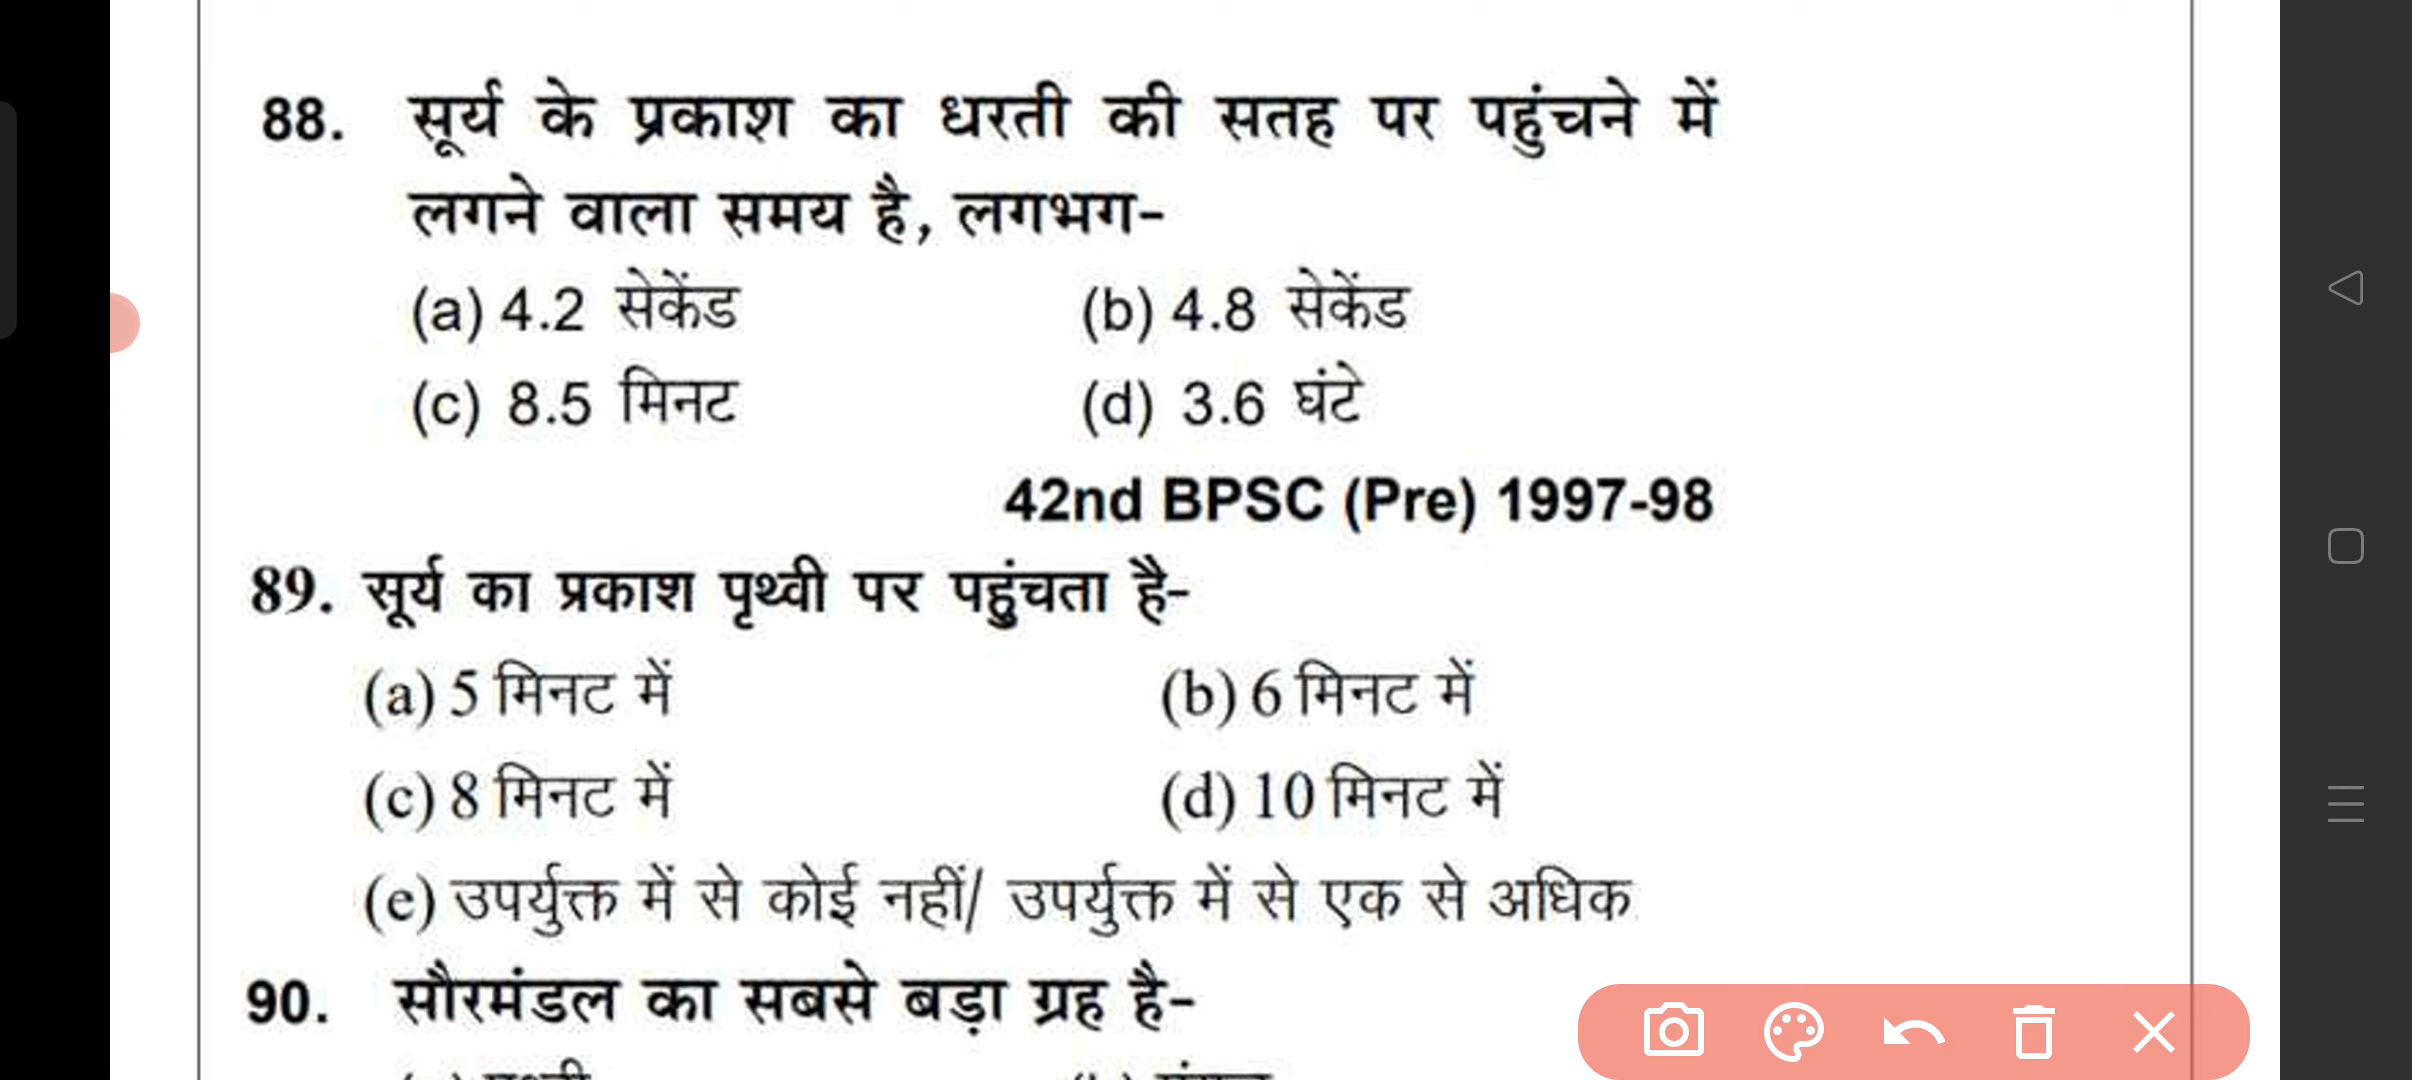 88. सूर्य के प्रकाश का धरती की सतह पर पहुंचने में
लगने वाला समय है, लगभग-
(a) 4.2 सेकेंड (b) 4.8 सेकेंड
(c) 8.5 मिनट (d) 3.6 घंटे
42nd BPSC (Pre) 1997-98
89. सूर्य का प्रकाश पृथ्वी पर पहुंचता है-
(a) 5 मिनट में (b) 6 मिनट में
(c) 8 मिनट में (d) 10 मिनट में
(e) उपर्युक्त में से कोई नहीं/ उपर्युक्त में से एक से अधिक
90. सौरमंडल का सबसे बड़ा ग्रह है-